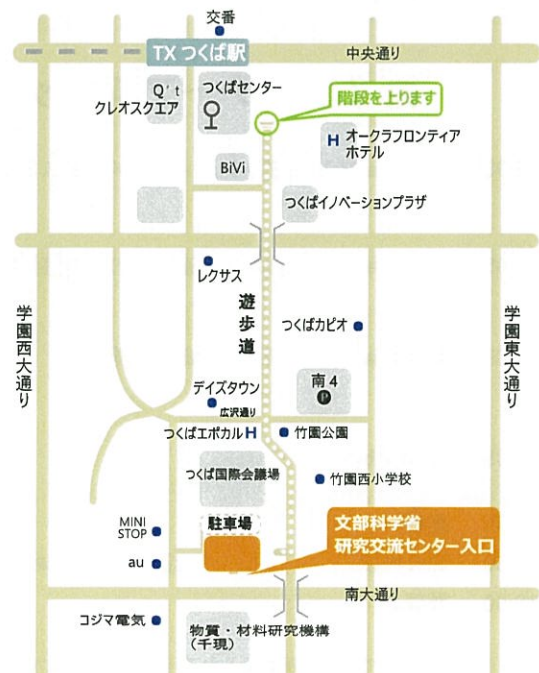 交番
TX つくば駅
中央通り
Q't
クレオスクエア
つくばセンター
階段を上ります
H オークラフロンティア
ホテル
BiVi
つくばイノベーションプラザ
レクサス
学園西大通り
遊歩道
つくばカピオ
学園東大通り
デイズタウン
南4
P
広沢通り
つくばエポカル H
竹園公園
つくば国際会議場
竹園西小学校
MINI
STOP
駐車場
文部科学省
研究交流センター入口
au
南大通り
コジマ電気
物質・材料研究機構
(千現)